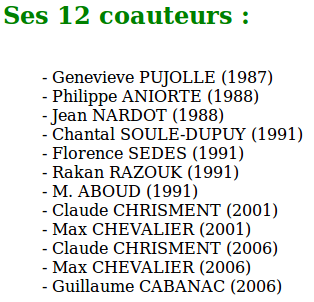 Ses 12 coauteurs :
- Genevieve PUJOLLE (1987)
- Philippe ANIORTE (1988)
- Jean NARDOT (1988)
- Chantal SOULE-DUPUY (1991)
- Florence SEDES (1991)
- Rakan RAZOUK (1991)
- M. ABOUD (1991)
- Claude CHRISMENT (2001)
- Max CHEVALIER (2001)
- Claude CHRISMENT (2006)
- Max CHEVALIER (2006)
- Guillaume CABANAC (2006)